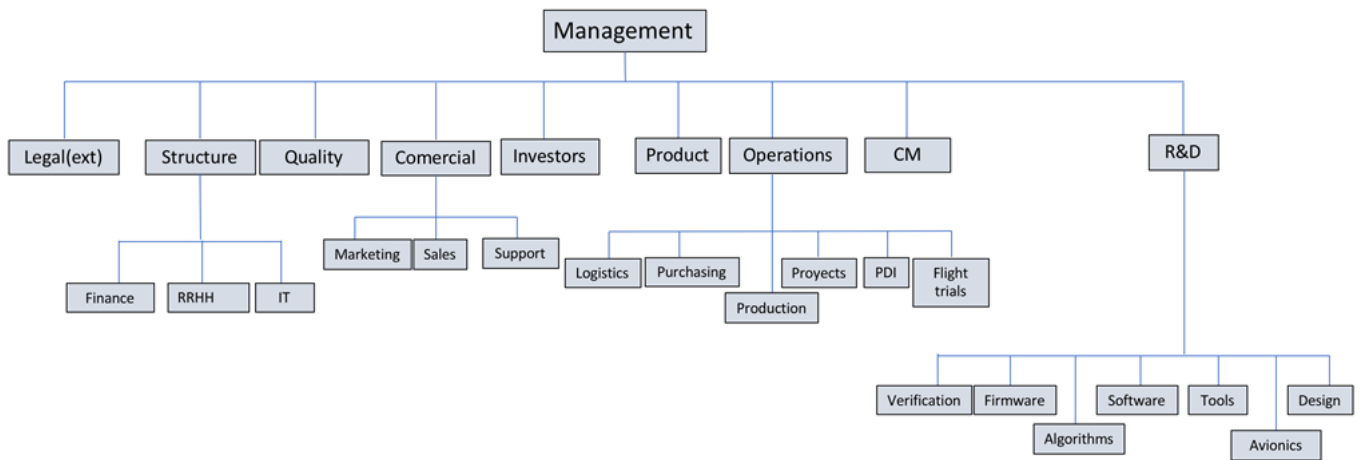 Management
Legal(ext)
Structure
Quality
Comercial
Investors
Product
Operations
CM
R&D
Marketing
Sales
Support
Finance
RRHH
IT
Logistics
Purchasing
Production
Proyects
PDI
Flight
trials
Verification
Firmware
Algorithms
Software
Tools
Avionics
Design